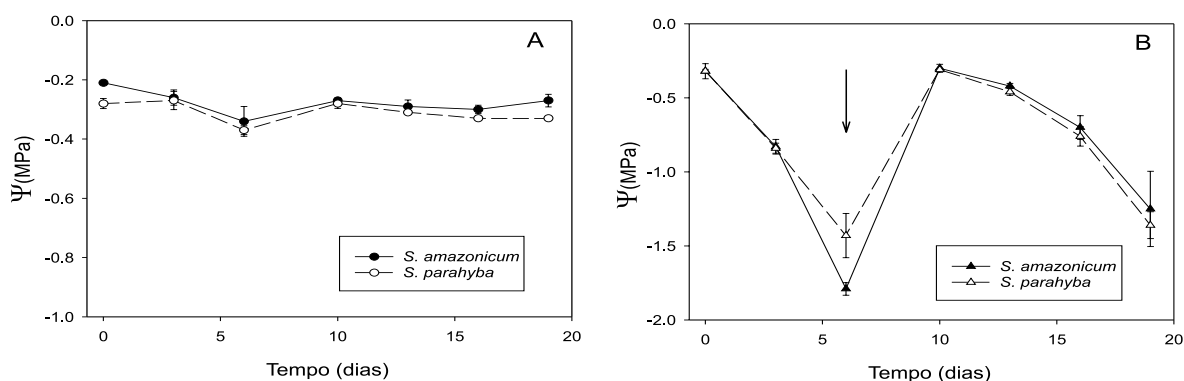 A
0.0
-0.2
-0.4
-0.6
-0.8
-1.0
Ψ(MPa)
S. amazonicum
S. parahyba
0 5 10 15 20
Tempo (dias)
B
0.0
-0.5
-1.0
-1.5
-2.0
Ψ(MPa)
S. amazonicum
S. parahyba
0 5 10 15 20
Tempo (dias)